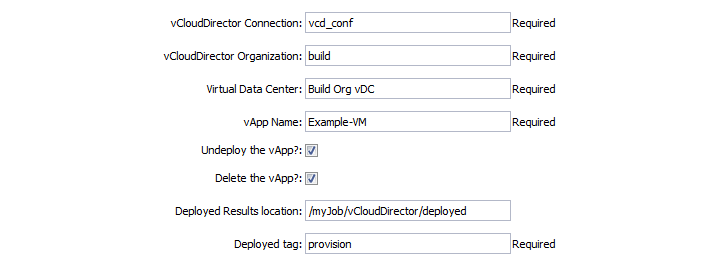 vCloudDirector Connection: vcd_conf Required
vCloudDirector Organization: build Required
Virtual Data Center: Build Org vDC Required
vApp Name: Example-VM Required
Undeploy the vApp?:
Delete the vApp?:
Deployed Results location: /myJob/vCloudDirector/deployed
Deployed tag: provision Required